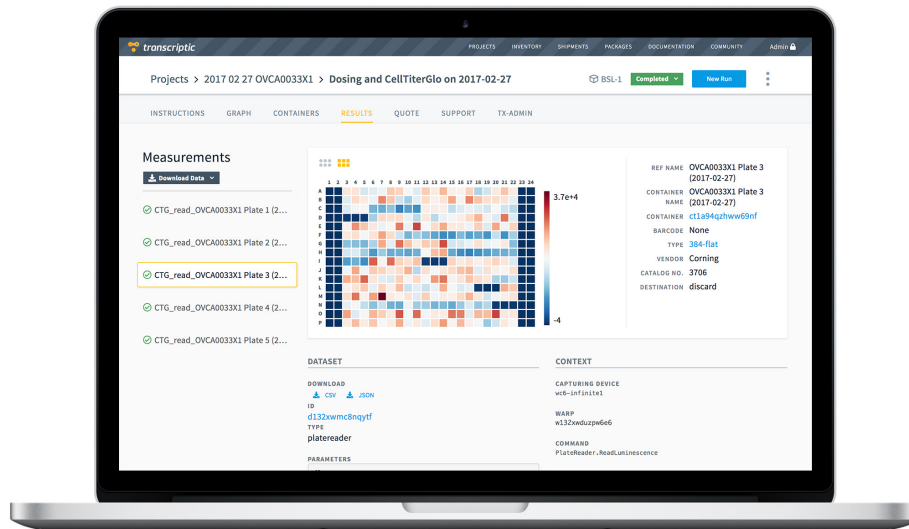 transcriptic
PROJECTS INVENTORY SHIPMENTS PACKAGES DOCUMENTATION COMMUNITY Admin
Projects > 2017 02 27 OVCA0033X1 > Dosing and CellTiterGlo on 2017-02-27
BSL-1 Completed New Run
INSTRUCTIONS GRAPH CONTAINERS RESULTS QUOTE SUPPORT TX-ADMIN
Measurements
Download Data
CTG_read_OVCA0033X1 Plate 1 (2...
CTG_read_OVCA0033X1 Plate 2 (2...
CTG_read_OVCA0033X1 Plate 3 (2...
CTG_read_OVCA0033X1 Plate 4 (2...
CTG_read_OVCA0033X1 Plate 5 (2...
1 2 3 4 5 6 7 8 9 10 11 12 13 14 15 16 17 18 19 20 21 22 23 24
A
B
C
D
E
F
G
H
I
J
K
L
M
N
O
P
3.7e+4
-4
REF NAME OVCA0033X1 Plate 3
(2017-02-27)
CONTAINER OVCA0033X1 Plate 3
NAME (2017-02-27)
CONTAINER ct1a94qzhww69nf
BARCODE None
TYPE 384-flat
VENDOR Corning
CATALOG NO. 3706
DESTINATION discard
DATASET
DOWNLOAD
CSV JSON
ID
d132xwmc8nqytf
TYPE
platereader
PARAMETERS
CONTEXT
CAPTURING DEVICE
wc6-infinite1
WARP
w132xwduzpw6e6
COMMAND
PlateReader.ReadLuminescence